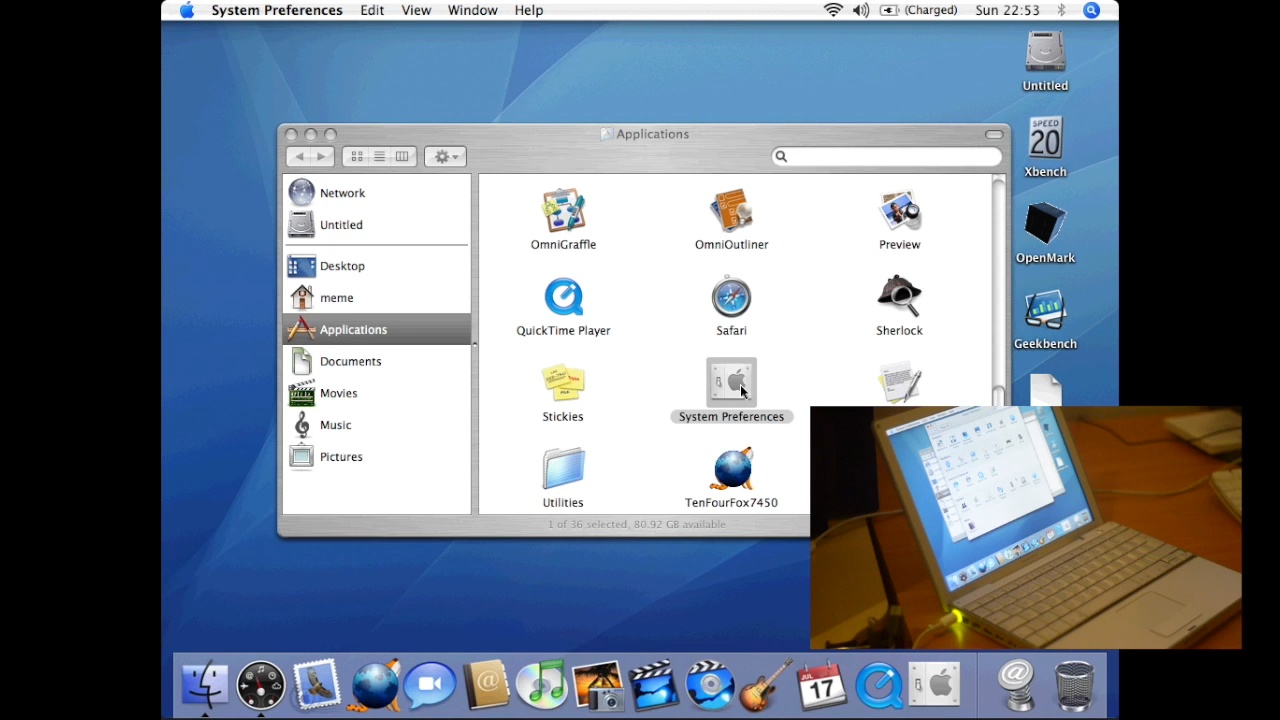 System Preferences Edit View Window Help (Charged) Sun 22:53
Untitled
SPEED
20
Xbench
OpenMark
Geekbench
Applications
Network
Untitled
Desktop
meme
Applications
Documents
Movies
Music
Pictures
OmniGraffle OmniOutliner Preview
QuickTime Player Safari Sherlock
Stickies System Preferences
Utilities TenFourFox7450
1 of 36 selected, 80.92 GB available
JUL
17